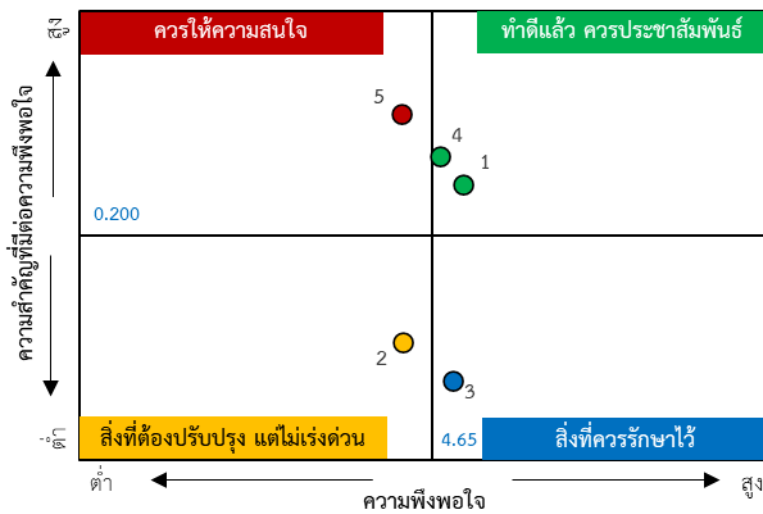 สูง
ควรให้ความสนใจ
ทำดีแล้ว ควรประชาสัมพันธ์
5
4
1
0.200
ความสำคัญที่มีต่อความพึงพอใจ
2
3
สิ่งที่ต้องปรับปรุง แต่ไม่เร่งด่วน
4.65
สิ่งที่ควรรักษาไว้
ต่ำ
ต่ำ
ความพึงพอใจ
สูง